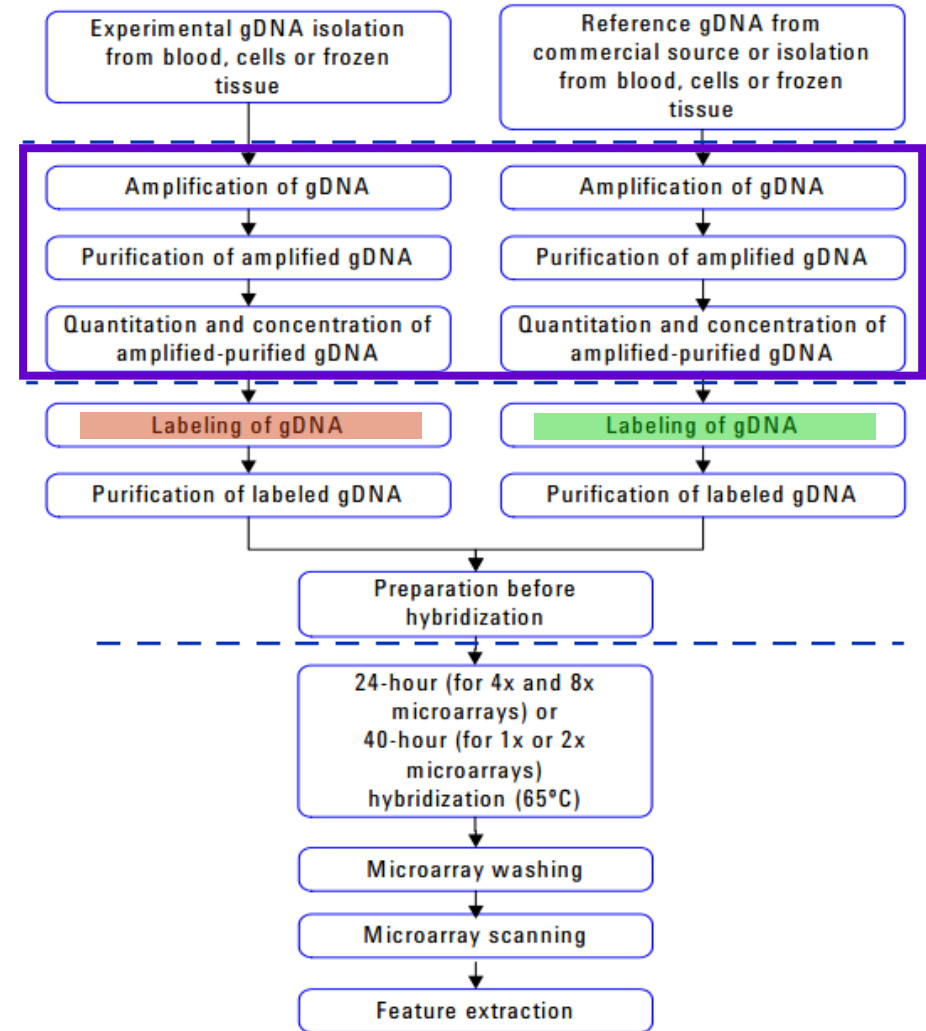 Experimental gDNA isolation
from blood, cells or frozen
tissue
Reference gDNA from
commercial source or isolation
from blood, cells or frozen
tissue
Amplification of gDNA
Amplification of gDNA
Purification of amplified gDNA
Purification of amplified gDNA
Quantitation and concentration of
amplified-purified gDNA
Quantitation and concentration of
amplified-purified gDNA
Labeling of gDNA
Labeling of gDNA
Purification of labeled gDNA
Purification of labeled gDNA
Preparation before
hybridization
24-hour (for 4x and 8x
microarrays) or
40-hour (for 1x or 2x
microarrays)
hybridization (65ºC)
Microarray washing
Microarray scanning
Feature extraction